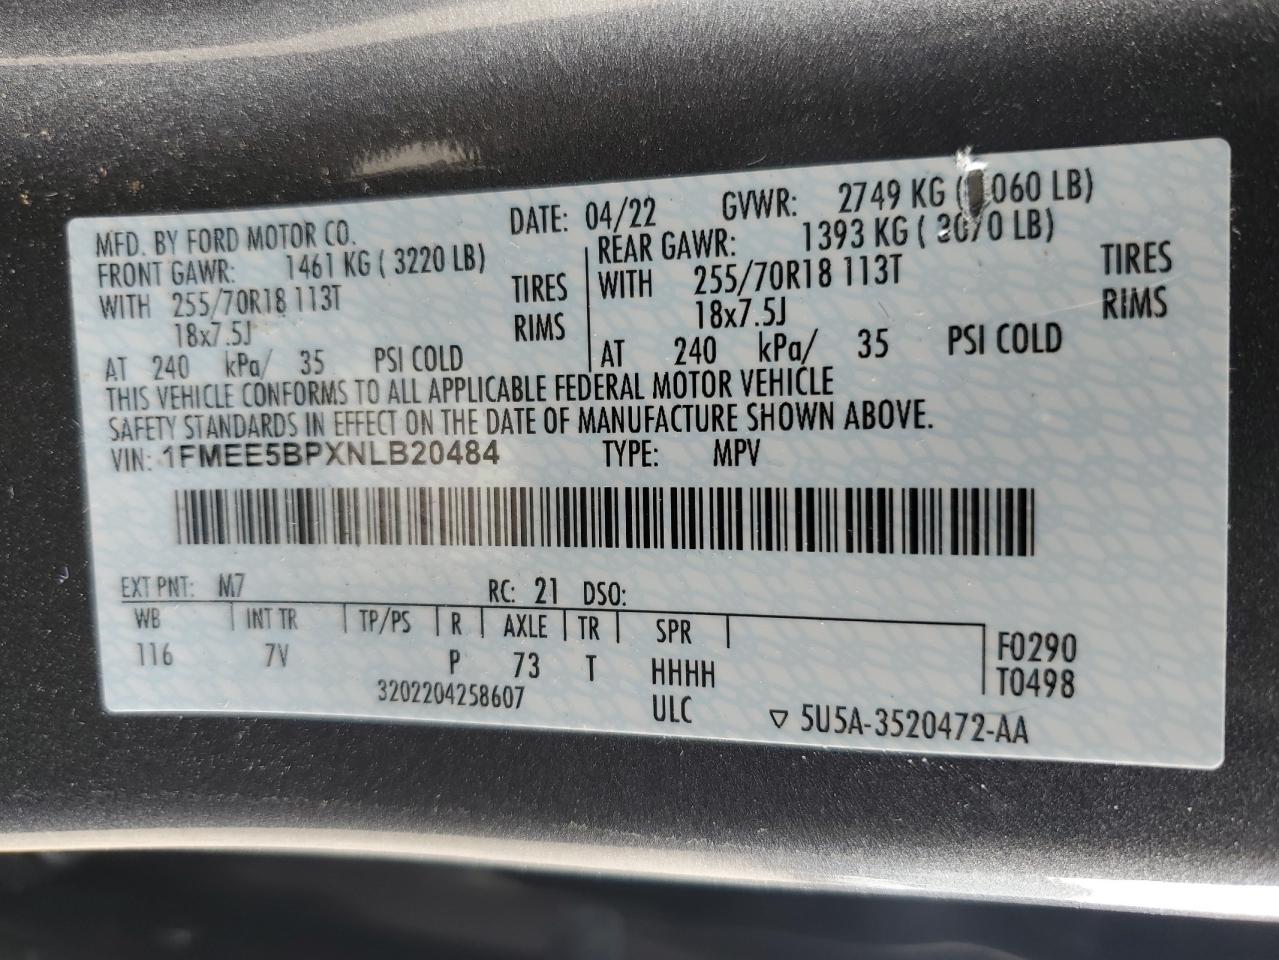 MFD. BY FORD MOTOR CO. DATE: 04/22 GVWR: 2749 KG ( 060 LB)
FRONT GAWR: 1461 KG ( 3220 LB) REAR GAWR: 1393 KG ( 3070 LB)
WITH 255/70R18 113T TIRES WITH 255/70R18 113T TIRES
18x7.5J RIMS 18x7.5J RIMS
AT 240 kPa/ 35 PSI COLD AT 240 kPa/ 35 PSI COLD
THIS VEHICLE CONFORMS TO ALL APPLICABLE FEDERAL MOTOR VEHICLE
SAFETY STANDARDS IN EFFECT ON THE DATE OF MANUFACTURE SHOWN ABOVE.
VIN: 1FMEE5BPXNLB20484 TYPE: MPV
EXT PNT: M7 RC: 21 DSO:
WB INT TR TP/PS R AXLE TR SPR F0290
116 7V P 73 T HHHH T0498
3202204258607 ULC ▽ 5U5A-3520472-AA